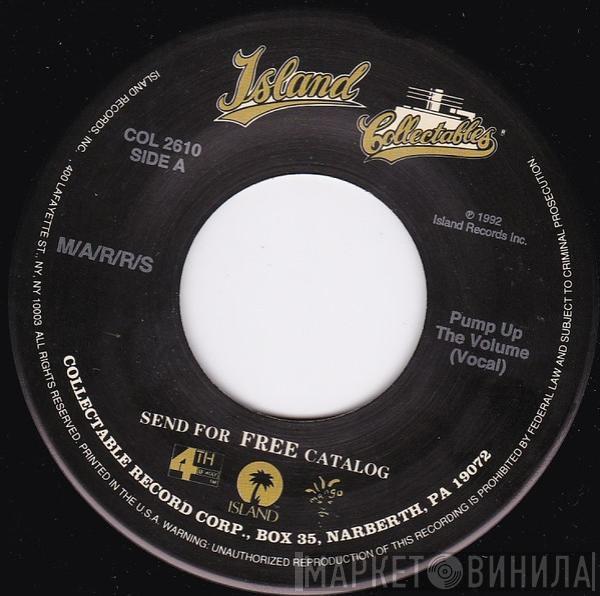 Island
Collectables
COL 2610
SIDE A
℗ 1992
Island Records Inc.
M/A/R/R/S
Pump Up
The Volume
(Vocal)
SEND FOR FREE CATALOG
4TH
ISLAND
mango
COLLECTABLE RECORD CORP., BOX 35, NARBERTH, PA 19072
ISLAND RECORDS INC., 400 LAFAYETTE ST., NY, NY 10003 ALL RIGHTS RESERVED. PRINTED IN THE U.S.A. WARNING: UNAUTHORIZED REPRODUCTION OF THIS RECORDING IS PROHIBITED BY FEDERAL LAW AND SUBJECT TO CRIMINAL PROSECUTION.
МАРКЕТ ВИНИЛА